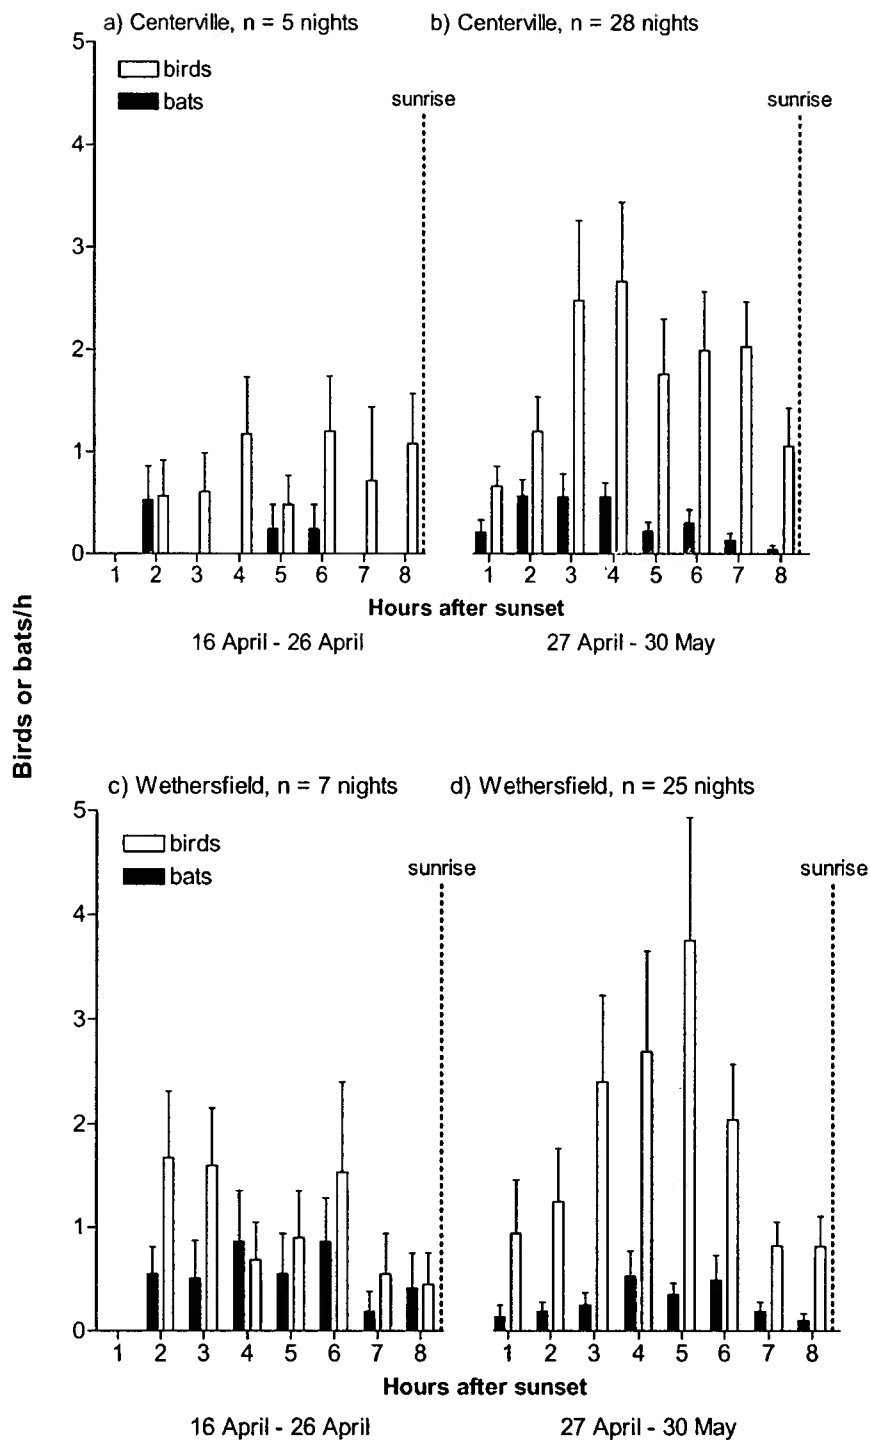 a) Centerville, n = 5 nights
b) Centerville, n = 28 nights
5
4
3
2
1
0
birds
bats
sunrise
sunrise
1 2 3 4 5 6 7 8
1 2 3 4 5 6 7 8
Hours after sunset
16 April - 26 April
27 April - 30 May
Birds or bats/h
c) Wethersfield, n = 7 nights
d) Wethersfield, n = 25 nights
5
4
3
2
1
0
birds
bats
sunrise
sunrise
1 2 3 4 5 6 7 8
1 2 3 4 5 6 7 8
Hours after sunset
16 April - 26 April
27 April - 30 May